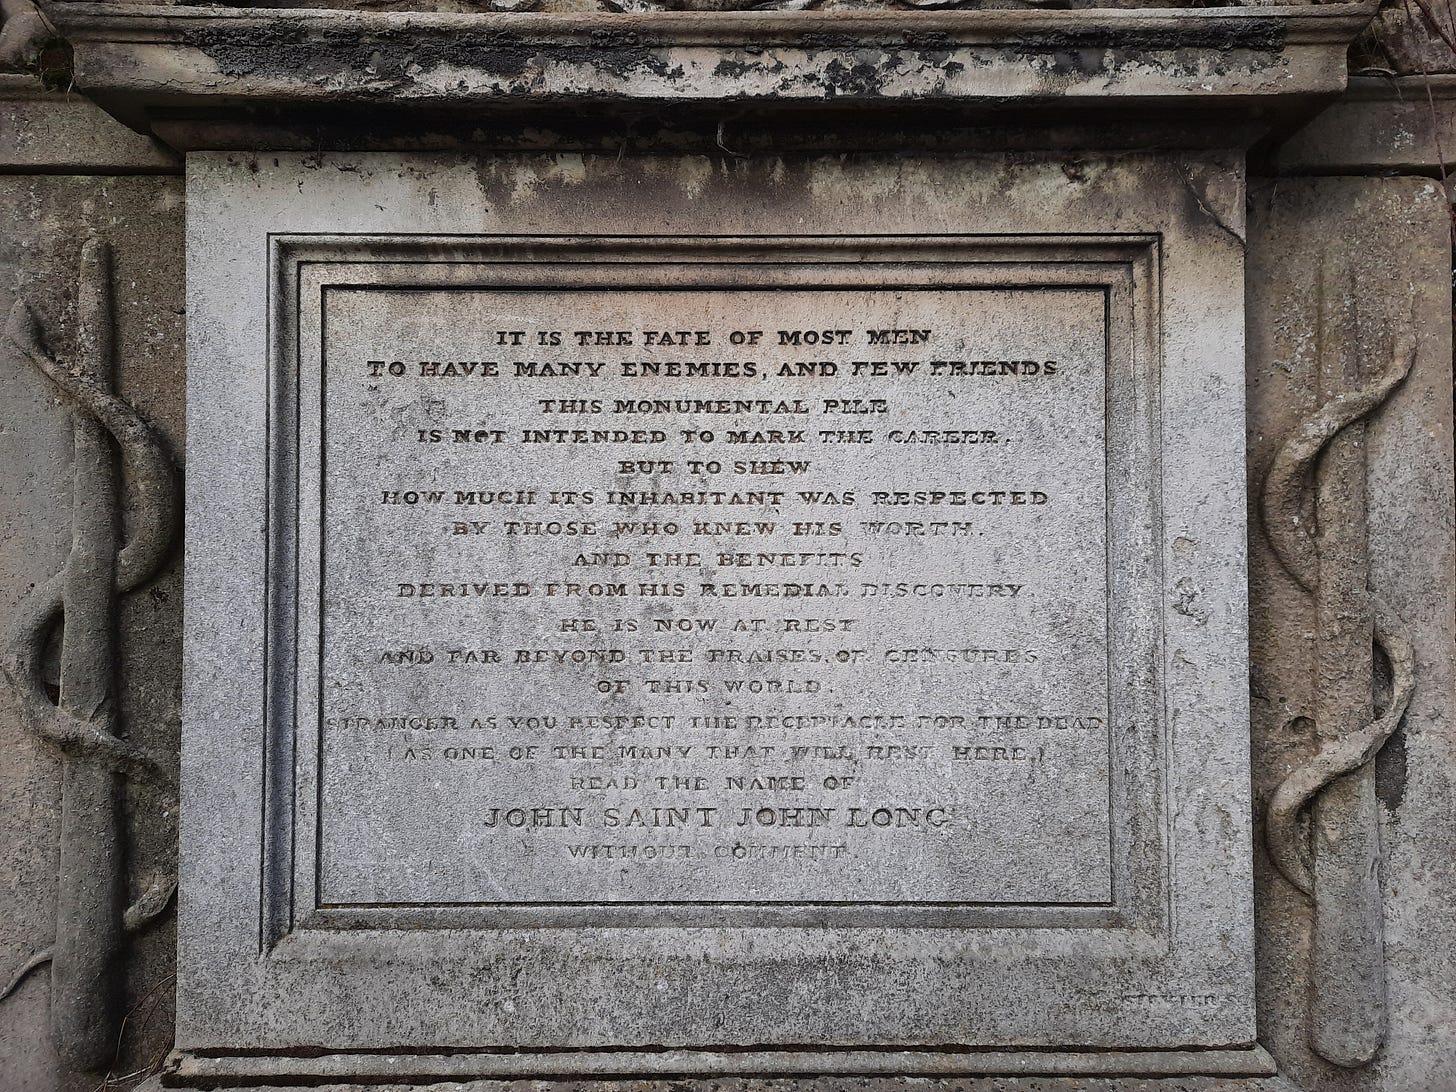 IT IS THE FATE OF MOST MEN
TO HAVE MANY ENEMIES, AND FEW FRIENDS
THIS MONUMENTAL PILE
IS NOT INTENDED TO MARK THE CAREER.
BUT TO SHEW
HOW MUCH ITS INHABITANT WAS RESPECTED
BY THOSE WHO KNEW HIS WORTH.
AND THE BENEFITS
DERIVED FROM HIS REMEDIAL DISCOVERY.
HE IS NOW AT REST
AND FAR BEYOND THE PRAISES, OR CENSURES
OF THIS WORLD.
STRANGER AS YOU RESPECT THE RECEPTACLE FOR THE DEAD
(AS ONE OF THE MANY THAT WILL REST HERE.)
READ THE NAME OF
JOHN SAINT JOHN LONG
WITHOUT COMMENT.